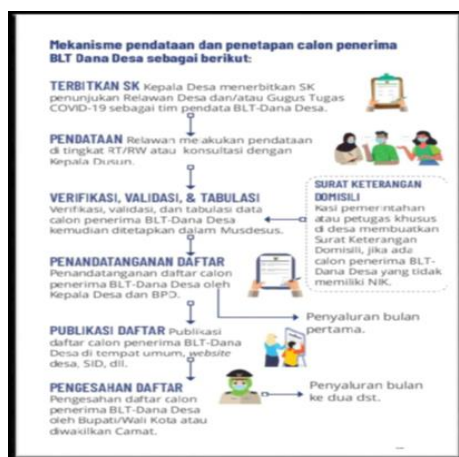 Mekanisme pendataan dan penetapan calon penerima
BLT Dana Desa sebagai berikut:
TERBITKAN SK Kepala Desa menerbitkan SK
penunjukan Relawan Desa dan/atau Gugus Tugas
COVID-19 sebagai tim pendata BLT-Dana Desa.
PENDATAAN Relawan melakukan pendataan
di tingkat RT/RW atau konsultasi dengan
Kepala Dusun.
VERIFIKASI, VALIDASI, & TABULASI
Verifikasi, validasi, dan tabulasi data
calon penerima BLT-Dana Desa
kemudian ditetapkan dalam Musdesus.
SURAT KETERANGAN
DOMISILI
Kasi pemerintahan
atau petugas khusus
di desa membuatkan
Surat Keterangan
Domisili, jika ada
calon penerima BLT-
Dana Desa yang tidak
memiliki NIK.
PENANDATANGANAN DAFTAR
Penandatanganan daftar calon
penerima BLT-Dana Desa oleh
Kepala Desa dan BPD.
Penyaluran bulan
pertama.
PUBLIKASI DAFTAR Publikasi
daftar calon penerima BLT-Dana
Desa di tempat umum, website
desa, SID, dll.
PENGESAHAN DAFTAR
Pengesahan daftar calon
penerima BLT-Dana Desa
oleh Bupati/Wali Kota atau
diwakilkan Camat.
Penyaluran bulan
ke dua dst.